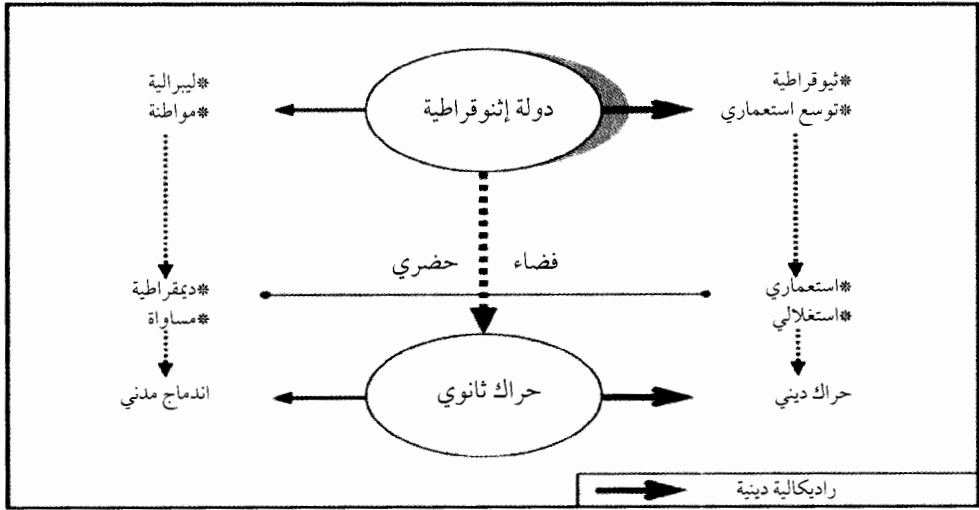 *ثيوقراطية
*توسع استعماري
دولة إثنوقراطية
*ليبرالية
*مواطنة
فضاء حضري
*استعماري
*استغلالي
*ديمقراطية
*مساواة
حراك ديني
حراك ثانوي
اندماج مدني
راديكالية دينية